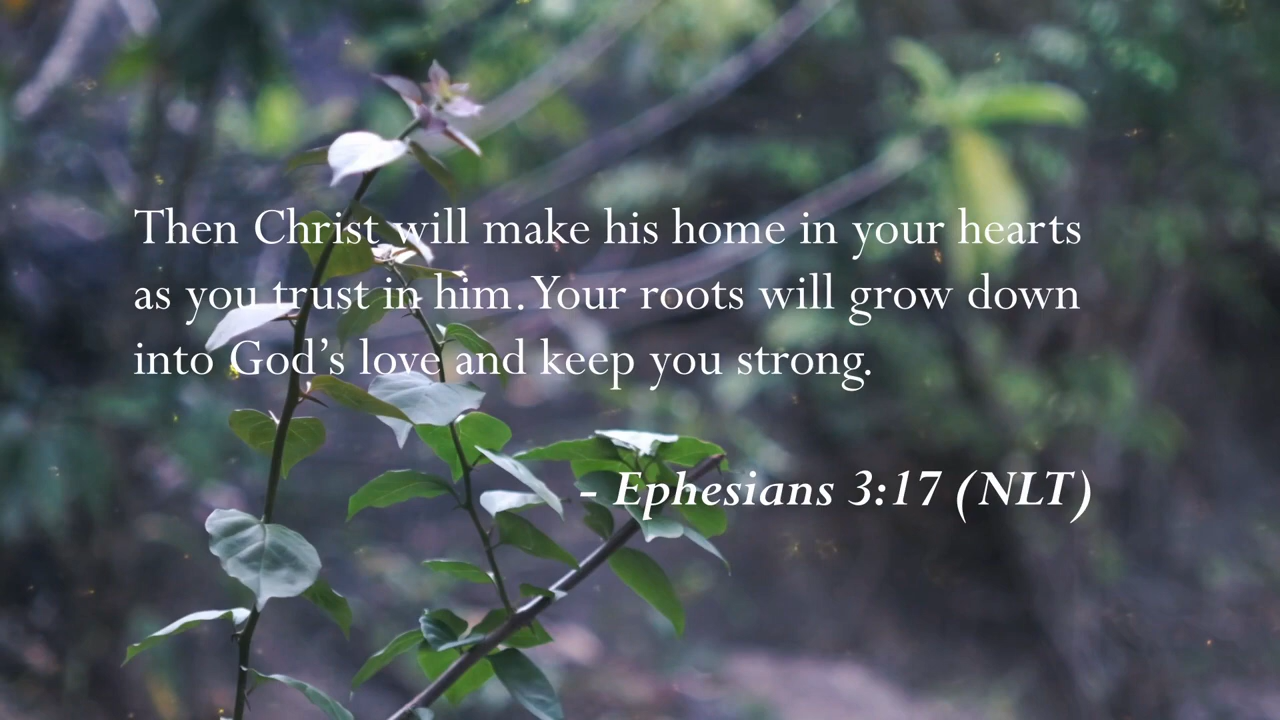 Then Christ will make his home in your hearts
as you trust in him. Your roots will grow down
into God’s love and keep you strong.
- Ephesians 3:17 (NLT)